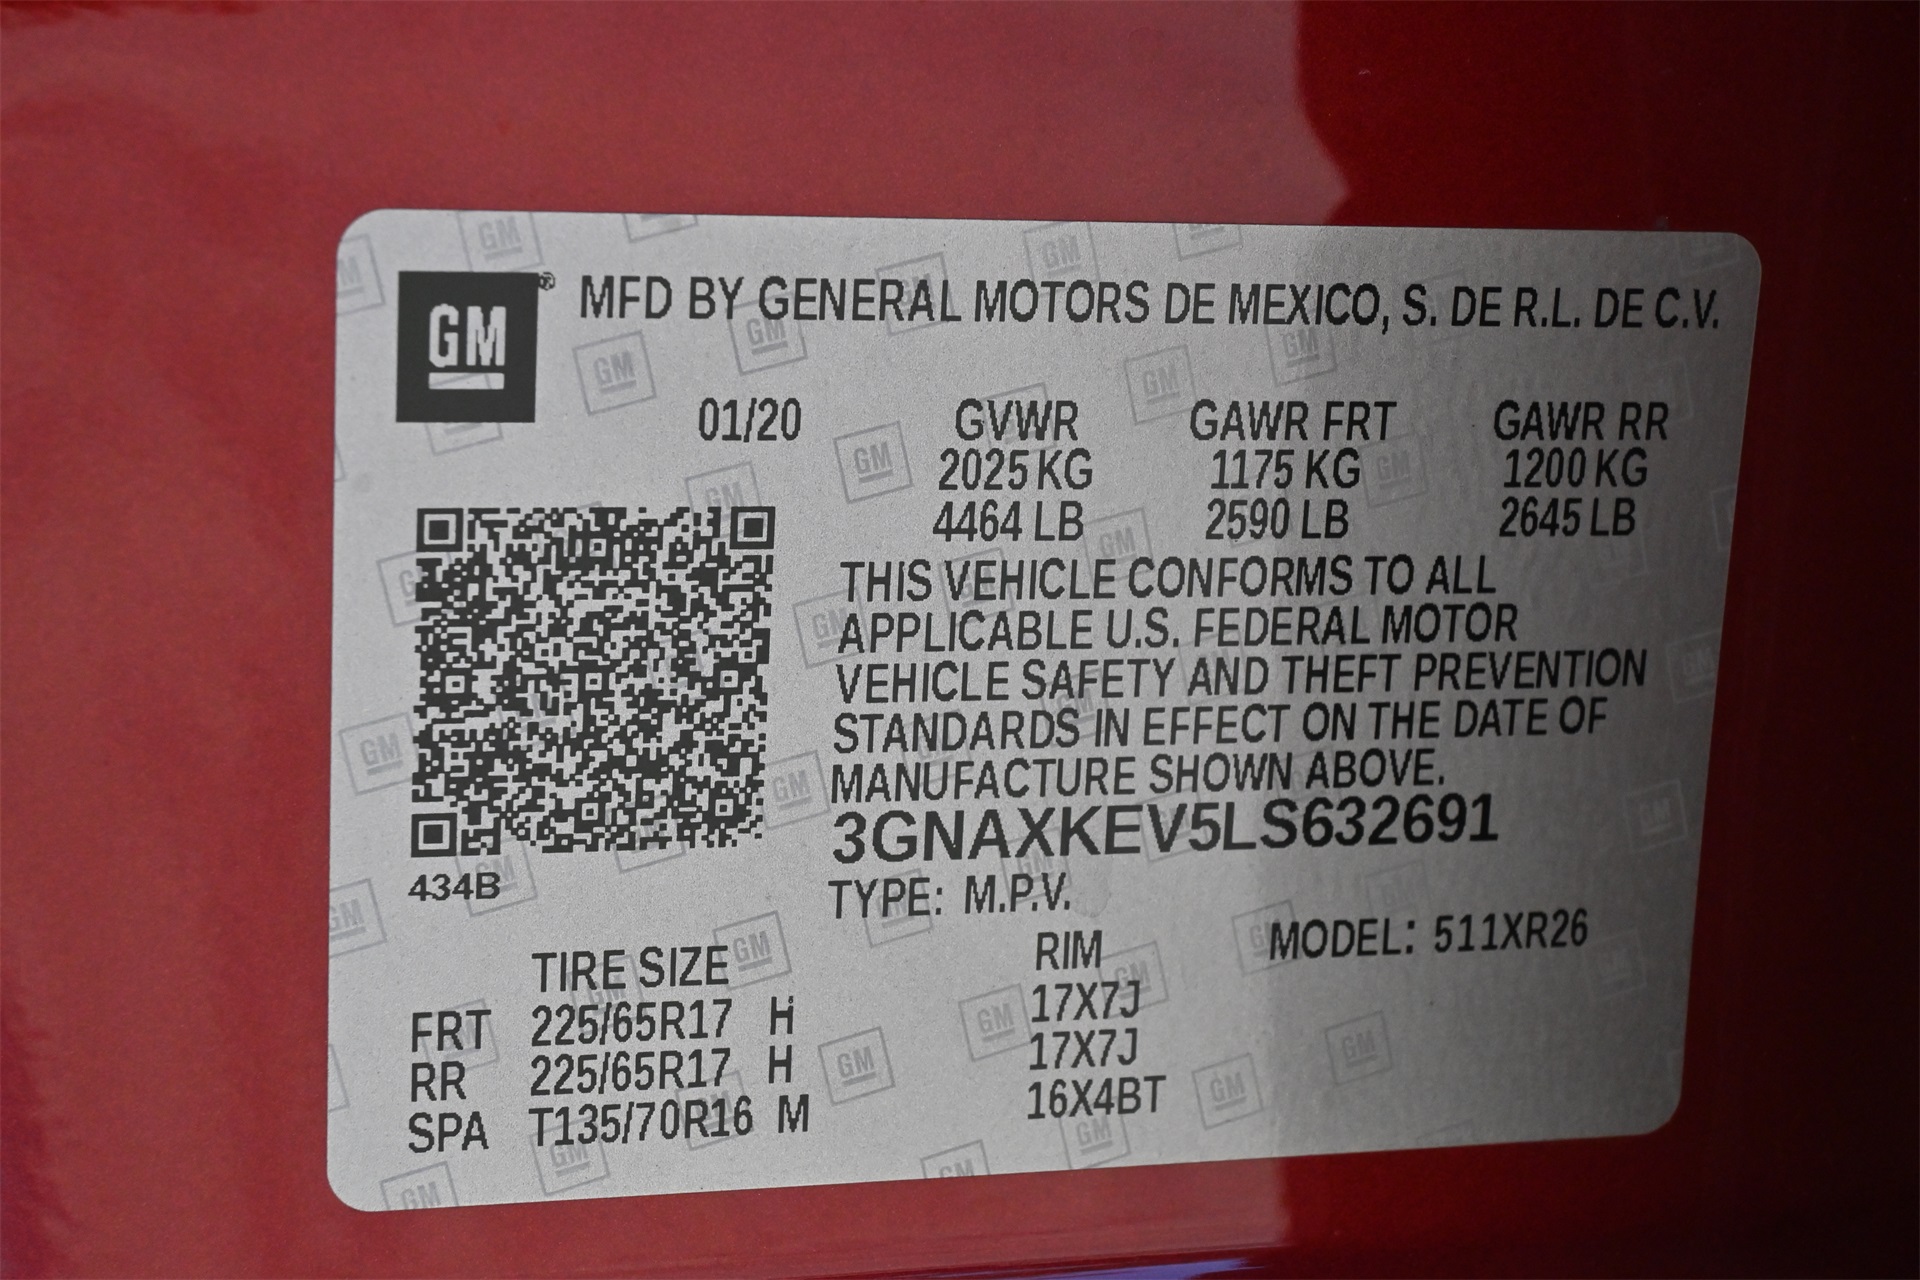 GM® MFD BY GENERAL MOTORS DE MEXICO, S. DE R.L. DE C.V.
01/20 GVWR GAWR FRT GAWR RR
2025 KG 1175 KG 1200 KG
4464 LB 2590 LB 2645 LB
THIS VEHICLE CONFORMS TO ALL
APPLICABLE U.S. FEDERAL MOTOR
VEHICLE SAFETY AND THEFT PREVENTION
STANDARDS IN EFFECT ON THE DATE OF
MANUFACTURE SHOWN ABOVE.
3GNAXKEV5LS632691
434B
TYPE: M.P.V.
MODEL: 511XR26
TIRE SIZE RIM
FRT 225/65R17 H 17X7J
RR 225/65R17 H 17X7J
SPA T135/70R16 M 16X4BT